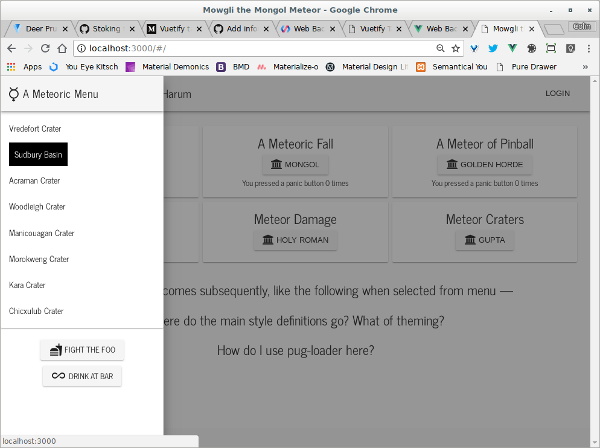 Mowgli the Mongol Meteor - Google Chrome
Deer Pru
Stoking
Vuetify t
Add info
Web Bac
Vuetify T
Web Bac
Mowgli t
Colin
localhost:3000/#/
Apps
You Eye Kitsch
Material Demonics
BMD
Materialize-o
Material Design Li
Semantical You
Pure Drawer
»
A Meteoric Menu
Harum
LOGIN
Vredefort Crater
Sudbury Basin
Acraman Crater
Woodleigh Crater
Manicouagan Crater
Morokweng Crater
Kara Crater
Chicxulub Crater
FIGHT THE FOO
DRINK AT BAR
A Meteoric Fall
MONGOL
You pressed a panic button 0 times
A Meteor of Pinball
GOLDEN HORDE
You pressed a panic button 0 times
Meteor Damage
HOLY ROMAN
Meteor Craters
GUPTA
comes subsequently, like the following when selected from menu —
ere do the main style definitions go? What of theming?
How do I use pug-loader here?
localhost:3000